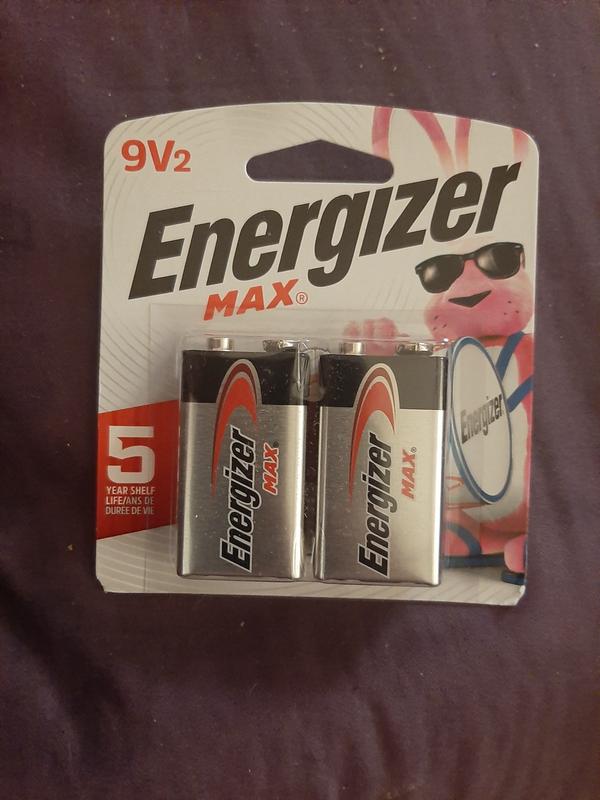 9V2
Energizer
MAX®
Energizer
5
YEAR SHELF
LIFE/ANS DE
DURÉE DE VIE
Energizer
MAX®
Energizer
MAX®